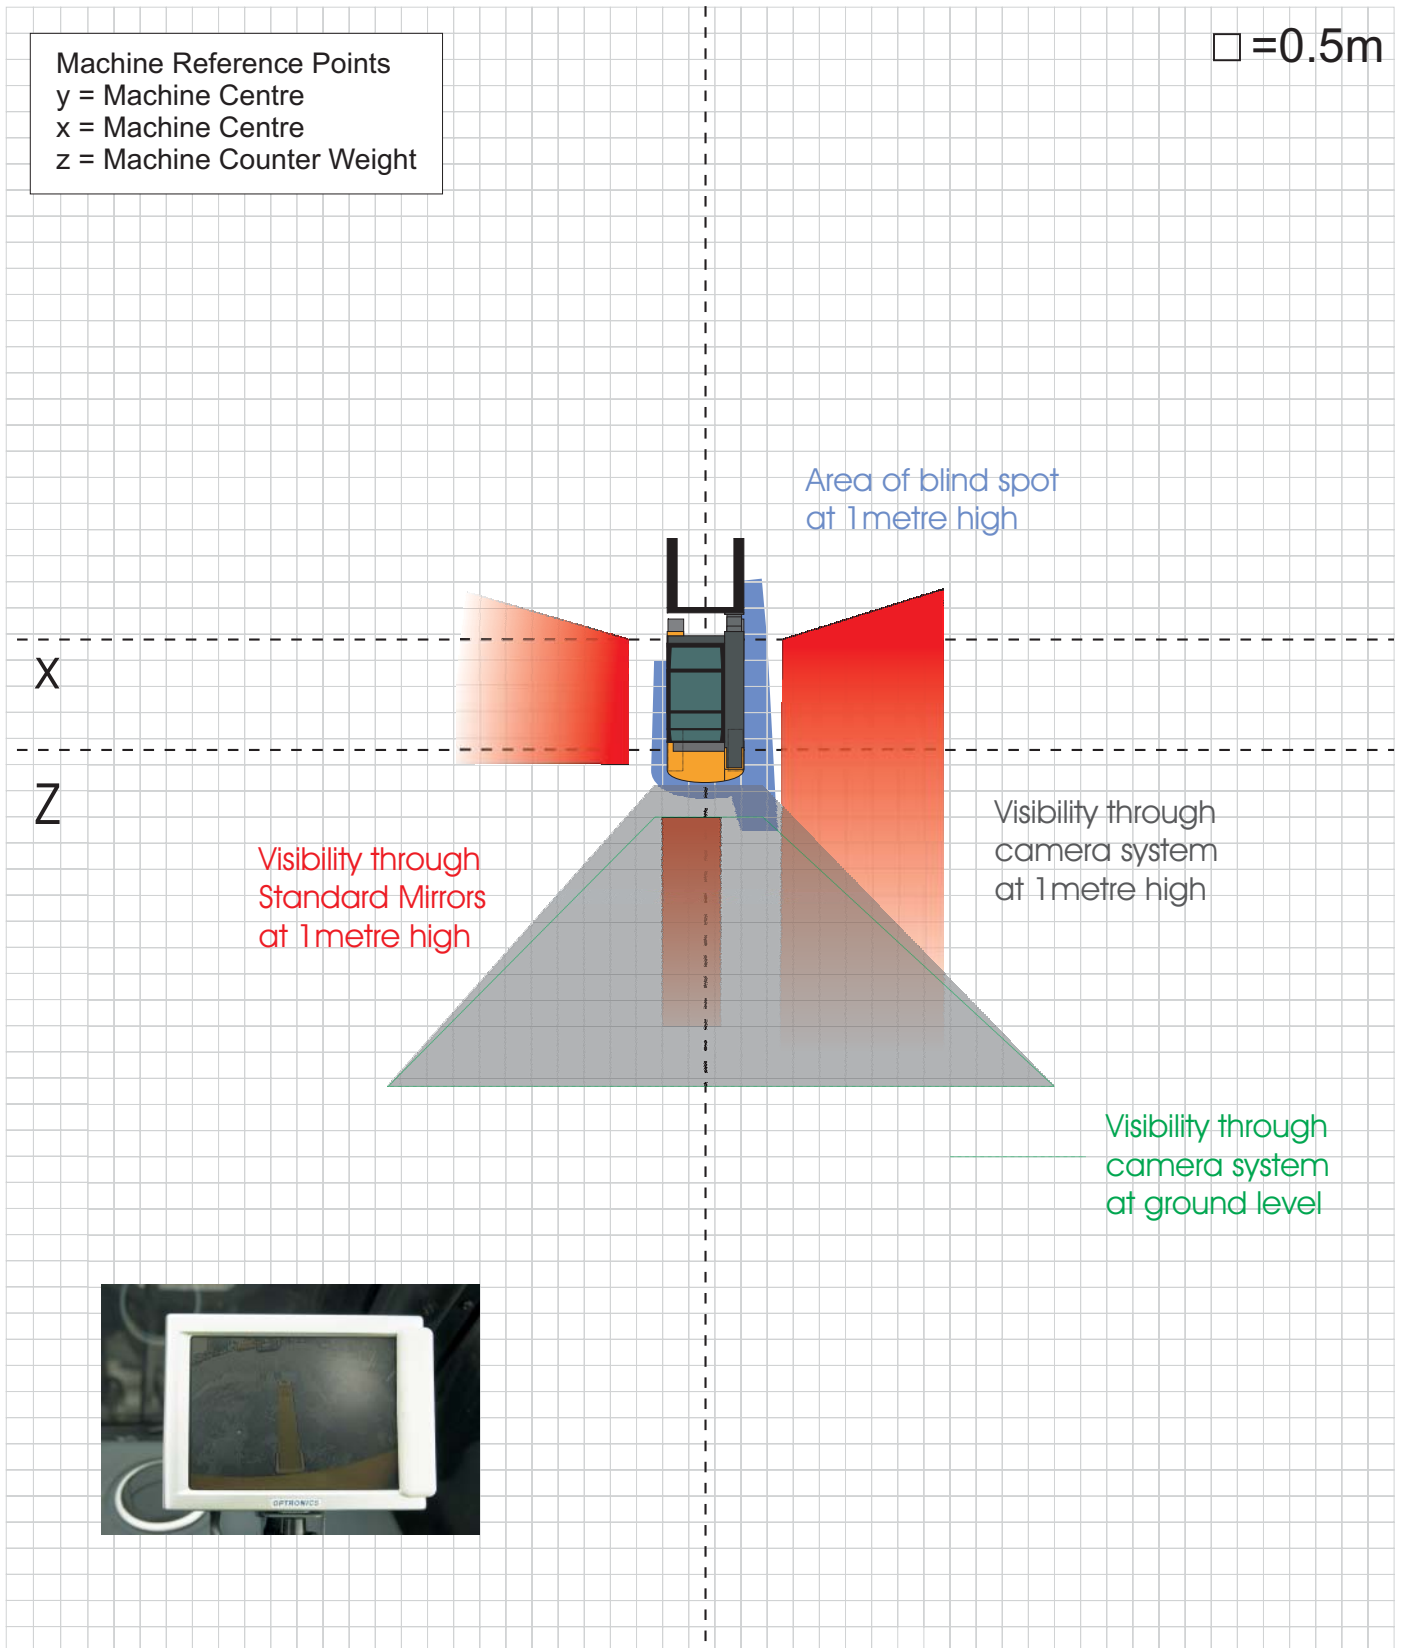 Machine Reference Points
y = Machine Centre
x = Machine Centre
z = Machine Counter Weight
=0.5m
Area of blind spot
at 1metre high
X
Z
Visibility through
camera system
at 1metre high
Visibility through
Standard Mirrors
at 1metre high
Visibility through
camera system
at ground level
OPTRONICS